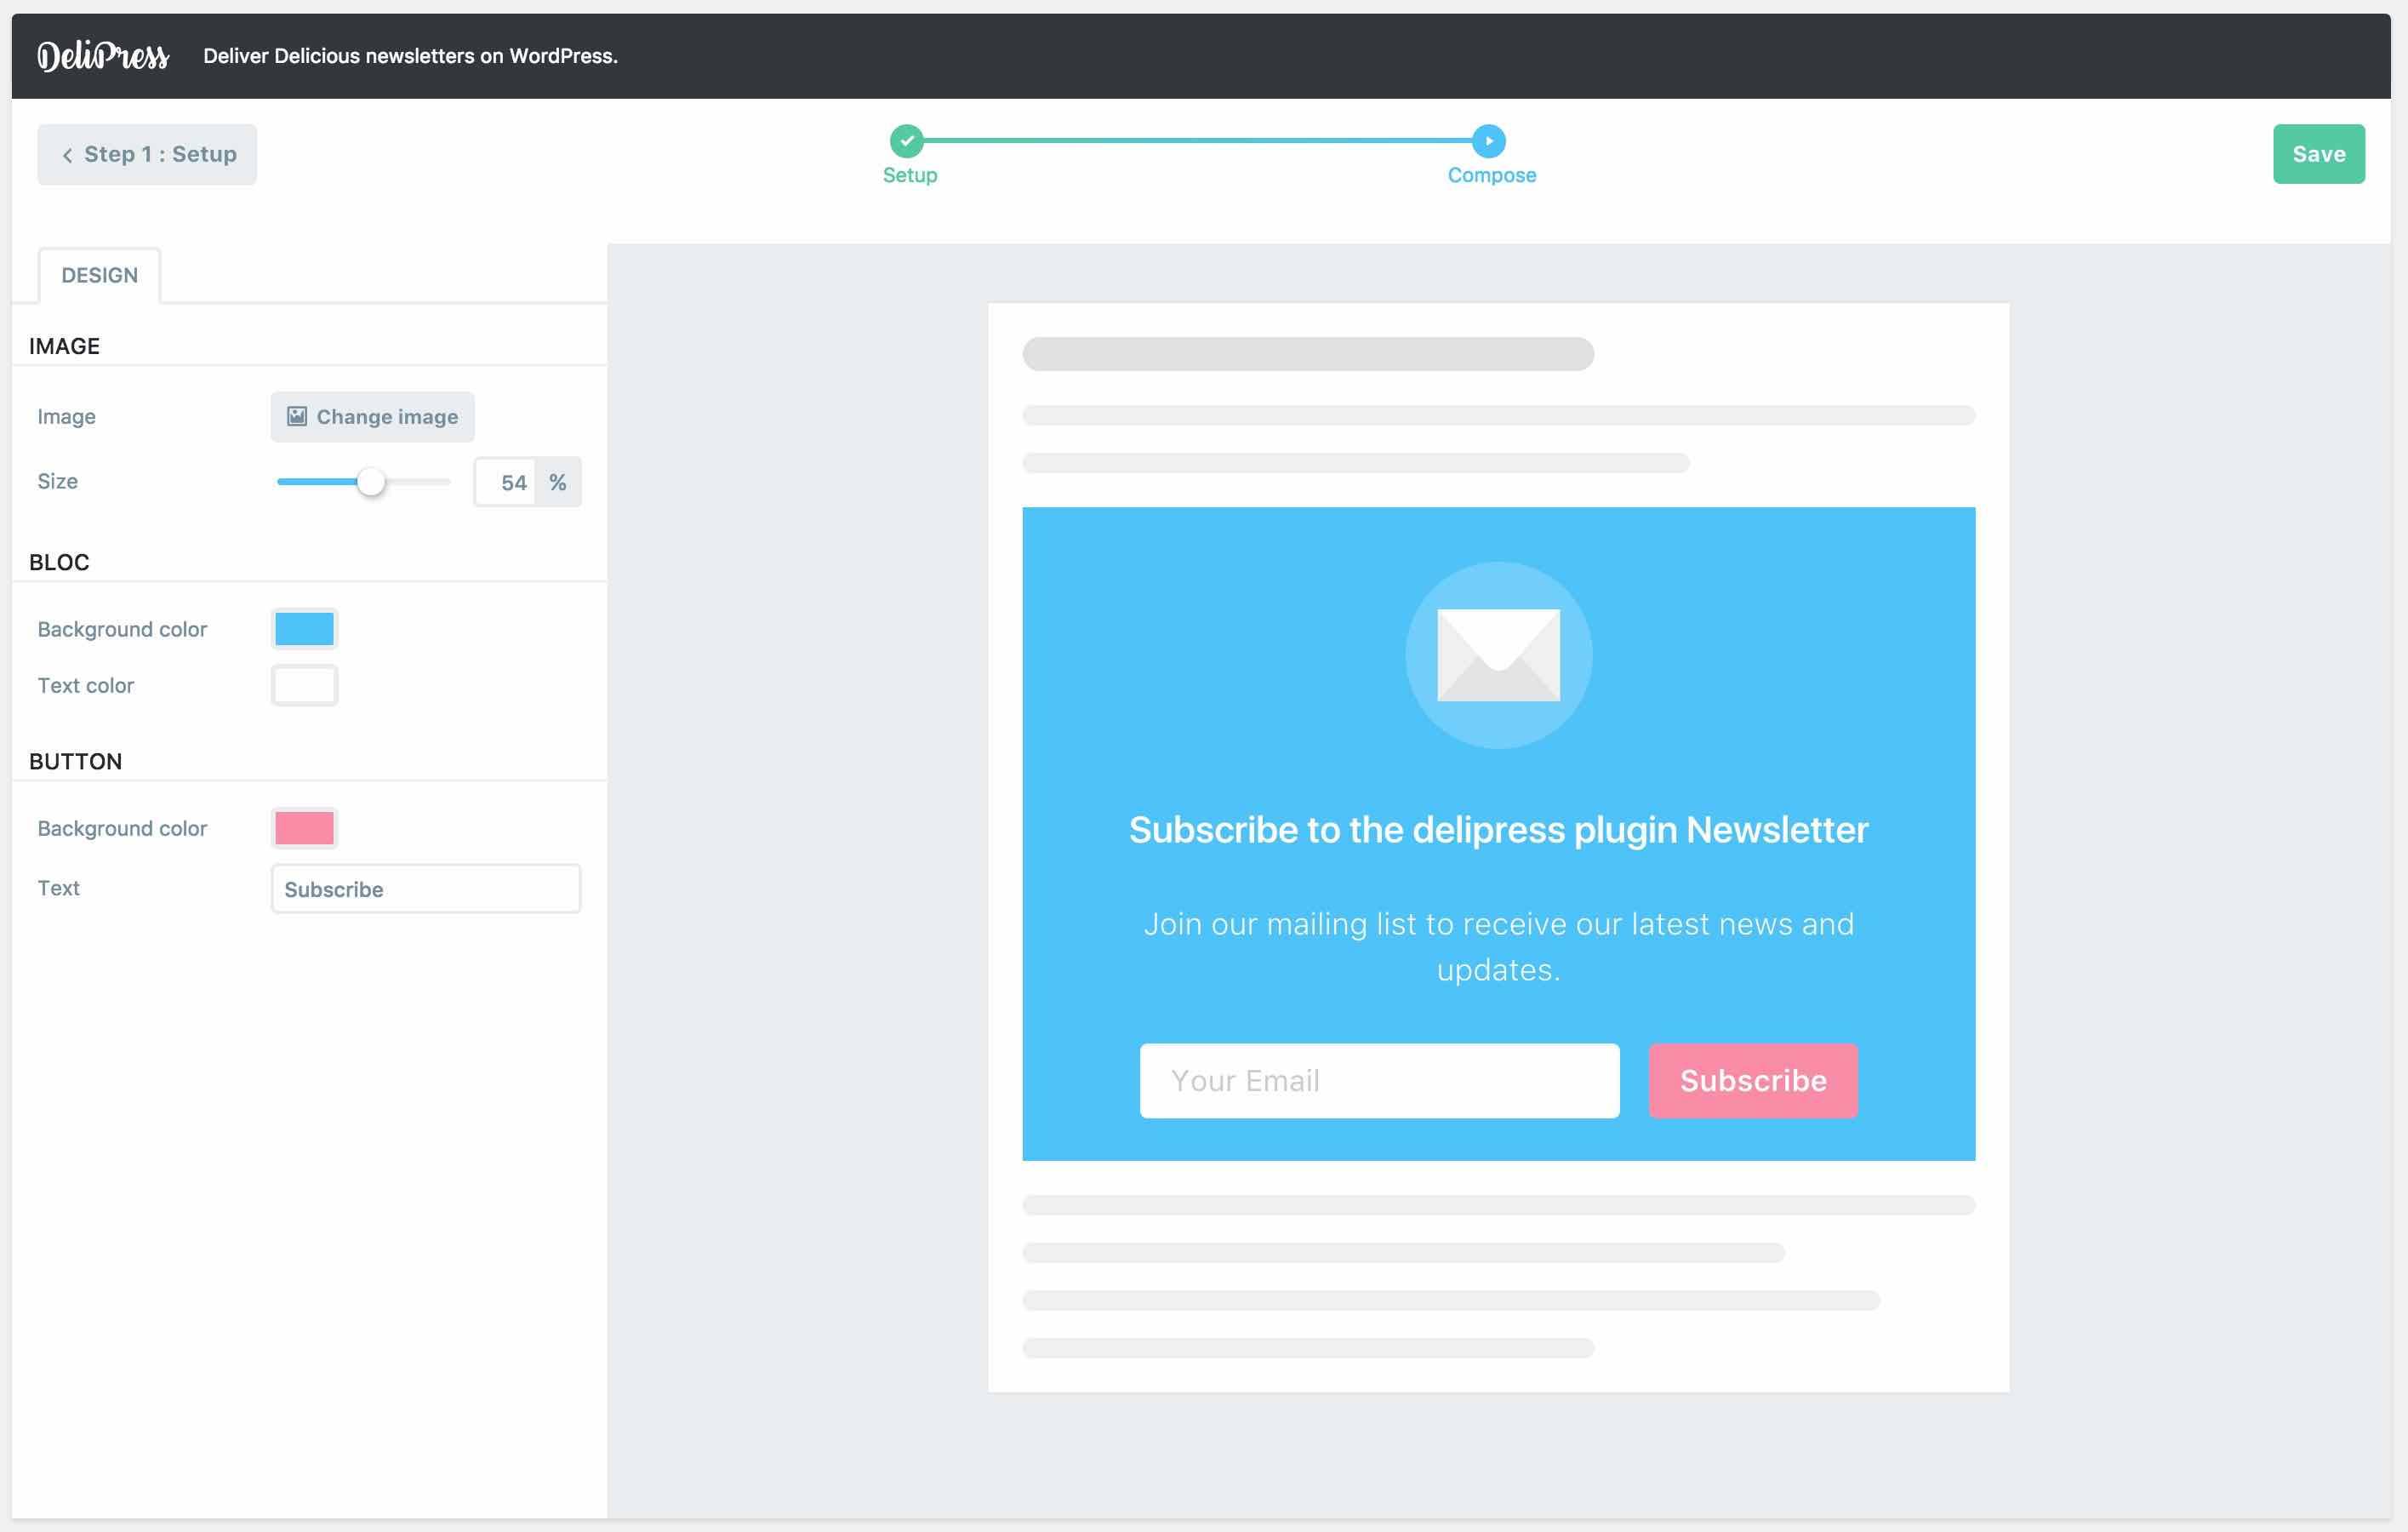 DeliPress Deliver Delicious newsletters on WordPress.
Step 1 : Setup
Setup
Compose
Save
DESIGN
IMAGE
Image
Change image
Size
54 %
BLOC
Background color
Text color
BUTTON
Background color
Text
Subscribe
Subscribe to the delipress plugin Newsletter
Join our mailing list to receive our latest news and
updates.
Your Email
Subscribe